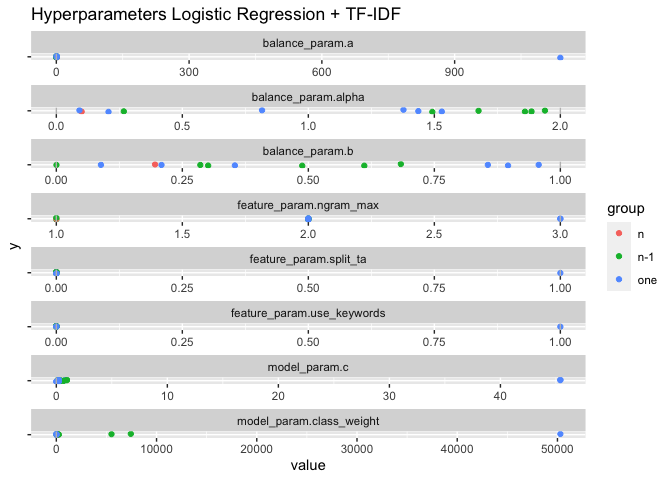 Hyperparameters Logistic Regression + TF-IDF
balance_param.a
0 300 600 900
balance_param.alpha
0.0 0.5 1.0 1.5 2.0
balance_param.b
0.00 0.25 0.50 0.75 1.00
feature_param.ngram_max
1.0 1.5 2.0 2.5 3.0
feature_param.split_ta
0.00 0.25 0.50 0.75 1.00
feature_param.use_keywords
0.00 0.25 0.50 0.75 1.00
model_param.c
0 10 20 30 40
model_param.class_weight
0 10000 20000 30000 40000 50000
value
y
group
n
n-1
one